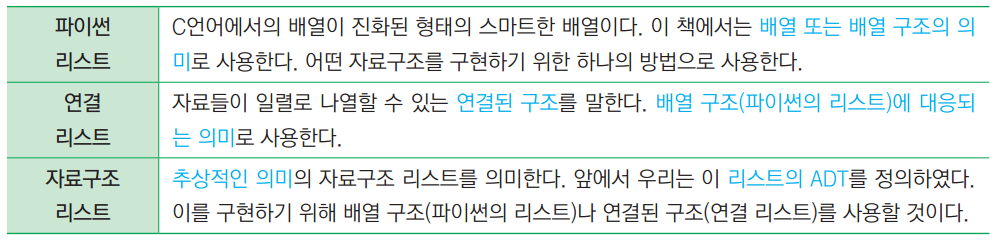 파이썬
리스트
C언어에서의 배열이 진화된 형태의 스마트한 배열이다. 이 책에서는 배열 또는 배열 구조의 의
미로 사용한다. 어떤 자료구조를 구현하기 위한 하나의 방법으로 사용한다.
연결
리스트
자료들이 일렬로 나열할 수 있는 연결된 구조를 말한다. 배열 구조(파이썬의 리스트)에 대응되
는 의미로 사용한다.
자료구조
리스트
추상적인 의미의 자료구조 리스트를 의미한다. 앞에서 우리는 이 리스트의 ADT를 정의하였다.
이를 구현하기 위해 배열 구조(파이썬의 리스트)나 연결된 구조(연결 리스트)를 사용할 것이다.